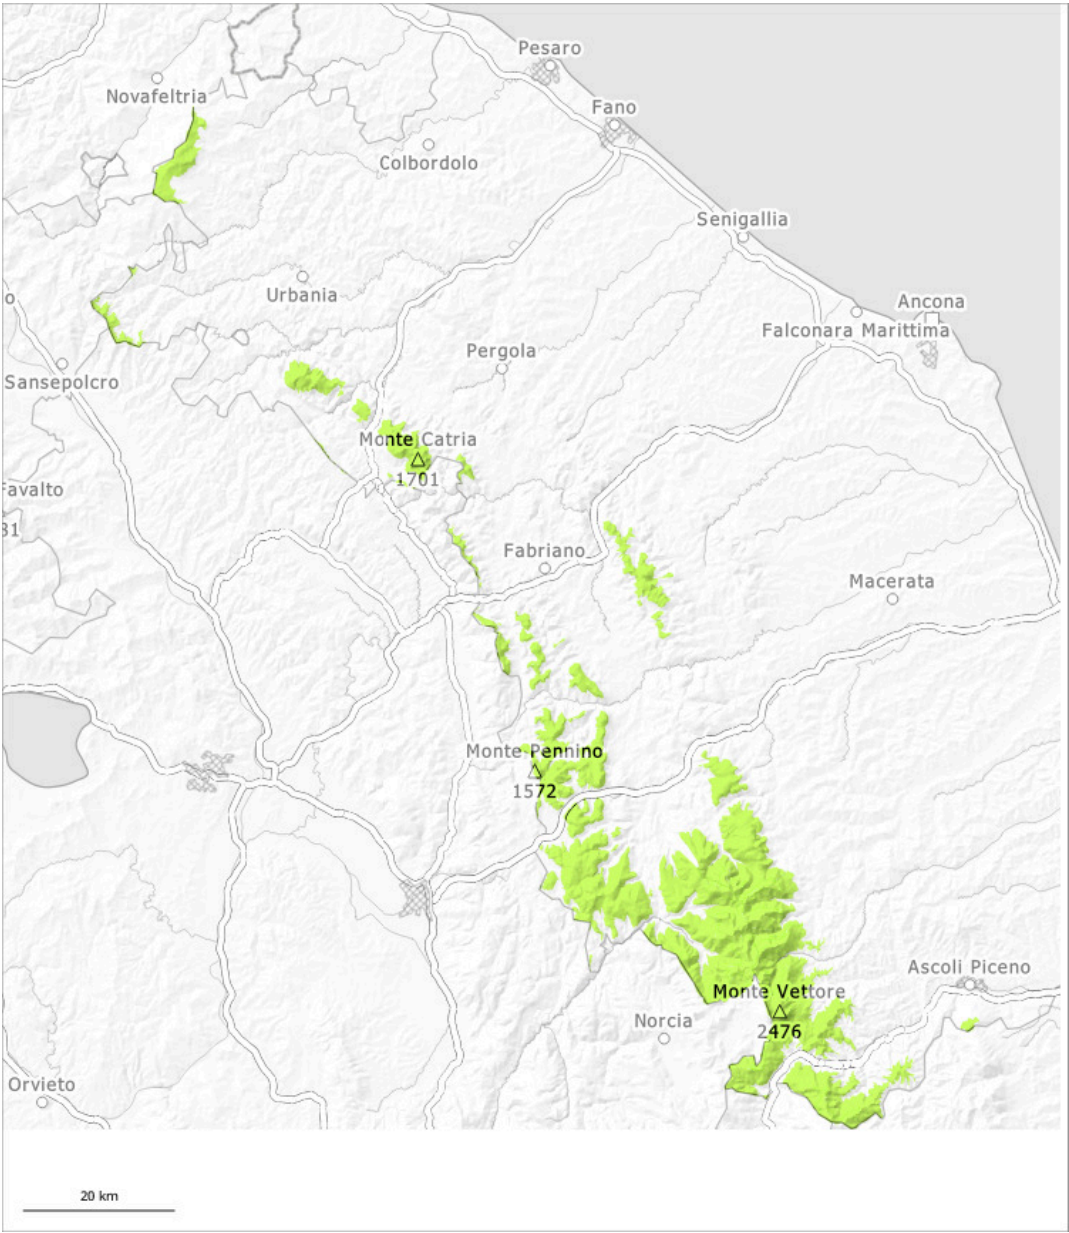 Pesaro
Novafeltria
Fano
Colbordolo
Senigallia
Urbania
o
Ancona
Falconara Marittima
Pergola
Sansepolcro
Monte Catria
1701
Favalto
31
Fabriano
Macerata
Monte Pennino
1572
Ascoli Piceno
Monte Vettore
Norcia
2476
Orvieto
20 km